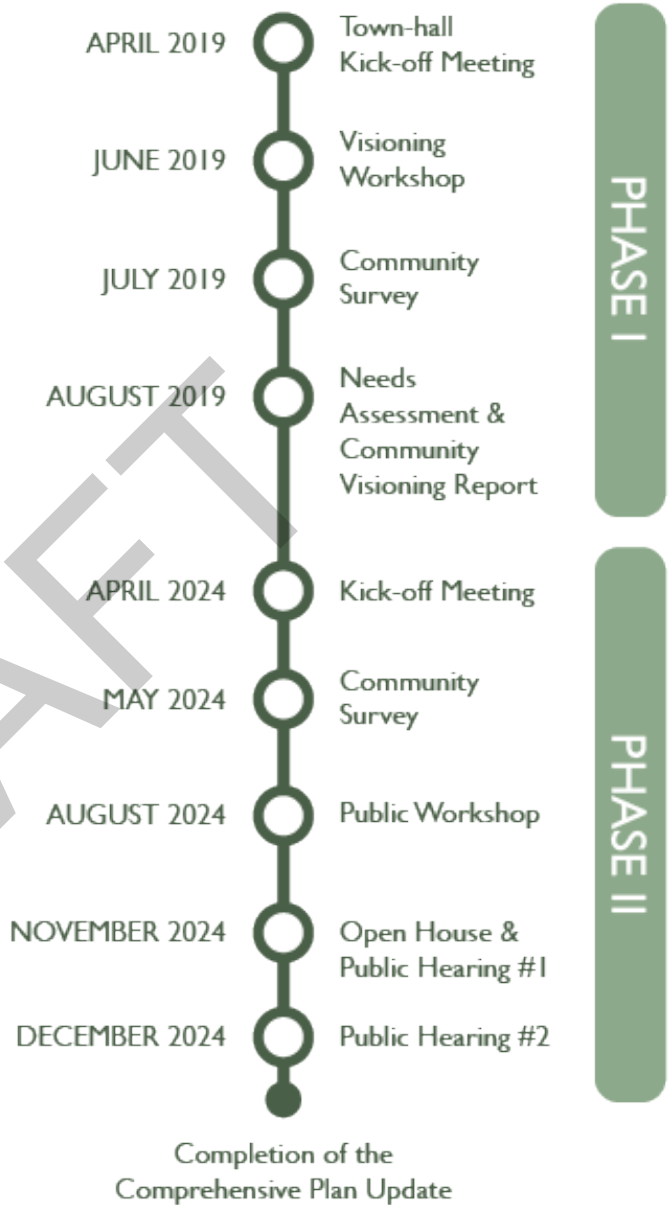 APRIL 2019
Town-hall
Kick-off Meeting
JUNE 2019
Visioning
Workshop
JULY 2019
Community
Survey
AUGUST 2019
Needs
Assessment &
Community
Visioning Report
PHASE I
APRIL 2024
Kick-off Meeting
MAY 2024
Community
Survey
AUGUST 2024
Public Workshop
NOVEMBER 2024
Open House &
Public Hearing #1
DECEMBER 2024
Public Hearing #2
PHASE II
Completion of the
Comprehensive Plan Update
AFT